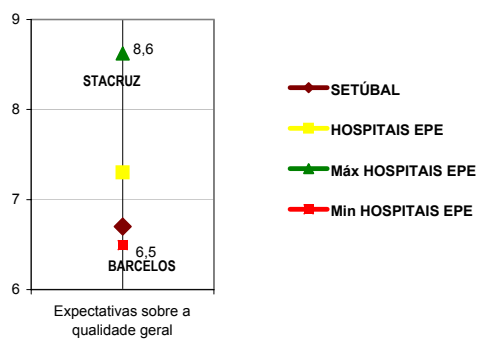 9
8,6
STACRUZ
8
7
6,5
BARCELOS
6
Expectativas sobre a
qualidade geral
SETÚBAL
HOSPITAIS EPE
Máx HOSPITAIS EPE
Min HOSPITAIS EPE